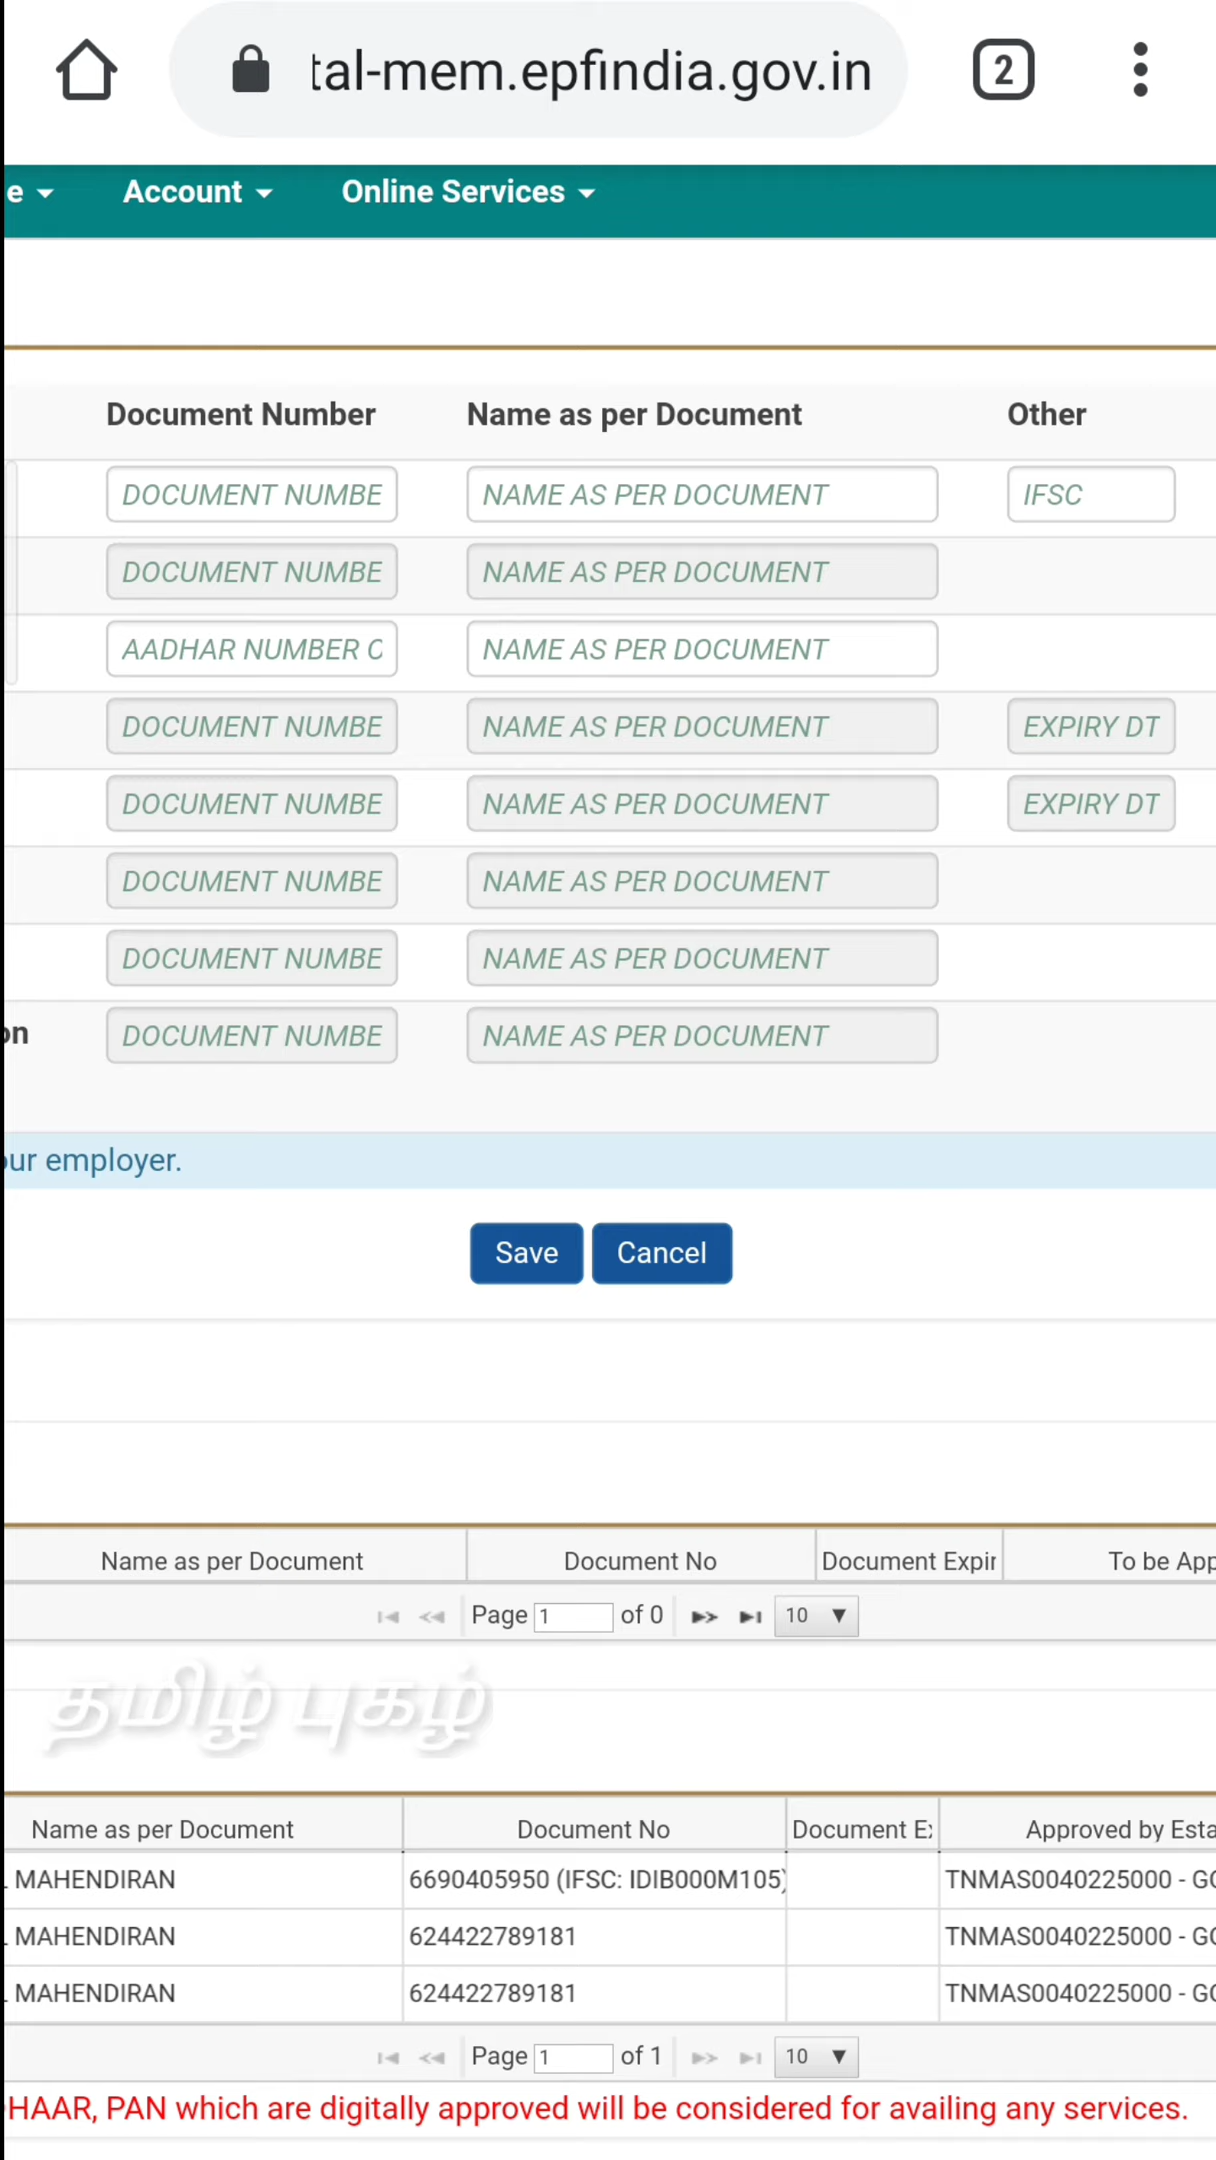 tal-mem.epfindia.gov.in 2
e Account Online Services
Document Number Name as per Document Other
DOCUMENT NUMBE NAME AS PER DOCUMENT IFSC
DOCUMENT NUMBE NAME AS PER DOCUMENT
AADHAR NUMBER O NAME AS PER DOCUMENT
DOCUMENT NUMBE NAME AS PER DOCUMENT EXPIRY DT
DOCUMENT NUMBE NAME AS PER DOCUMENT EXPIRY DT
DOCUMENT NUMBE NAME AS PER DOCUMENT
DOCUMENT NUMBE NAME AS PER DOCUMENT
on DOCUMENT NUMBE NAME AS PER DOCUMENT
our employer.
Save Cancel
Name as per Document Document No Document Expir To be App
Page 1 of 0 10
தமிழ் புகழ்
Name as per Document Document No Document Ex Approved by Esta
. MAHENDIRAN 6690405950 (IFSC: IDIB000M105) TNMAS0040225000 - GO
. MAHENDIRAN 624422789181 TNMAS0040225000 - GO
. MAHENDIRAN 624422789181 TNMAS0040225000 - GO
Page 1 of 1 10
HAAR, PAN which are digitally approved will be considered for availing any services.